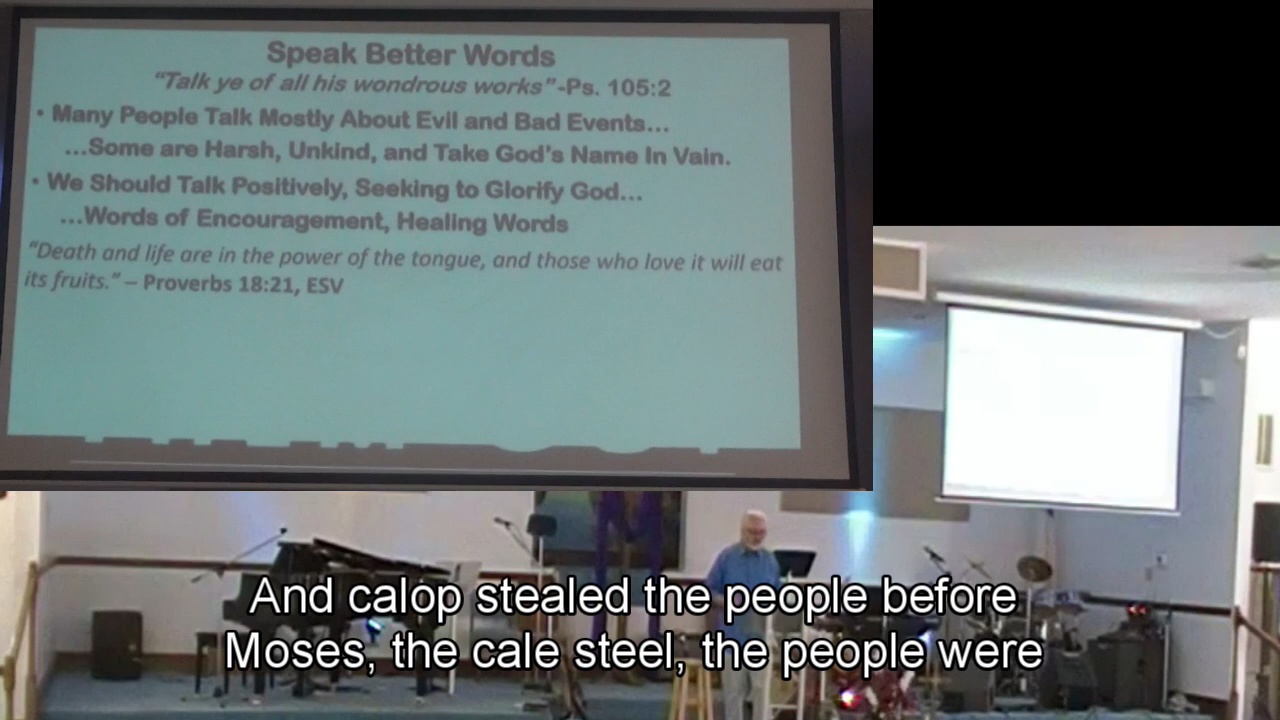 Speak Better Words
“Talk ye of all his wondrous works”-Ps. 105:2
• Many People Talk Mostly About Evil and Bad Events...
...Some are Harsh, Unkind, and Take God's Name In Vain.
• We Should Talk Positively, Seeking to Glorify God...
...Words of Encouragement, Healing Words
“Death and life are in the power of the tongue, and those who love it will eat
its fruits.” – Proverbs 18:21, ESV
And calop stealed the people before
Moses, the cale steel, the people were